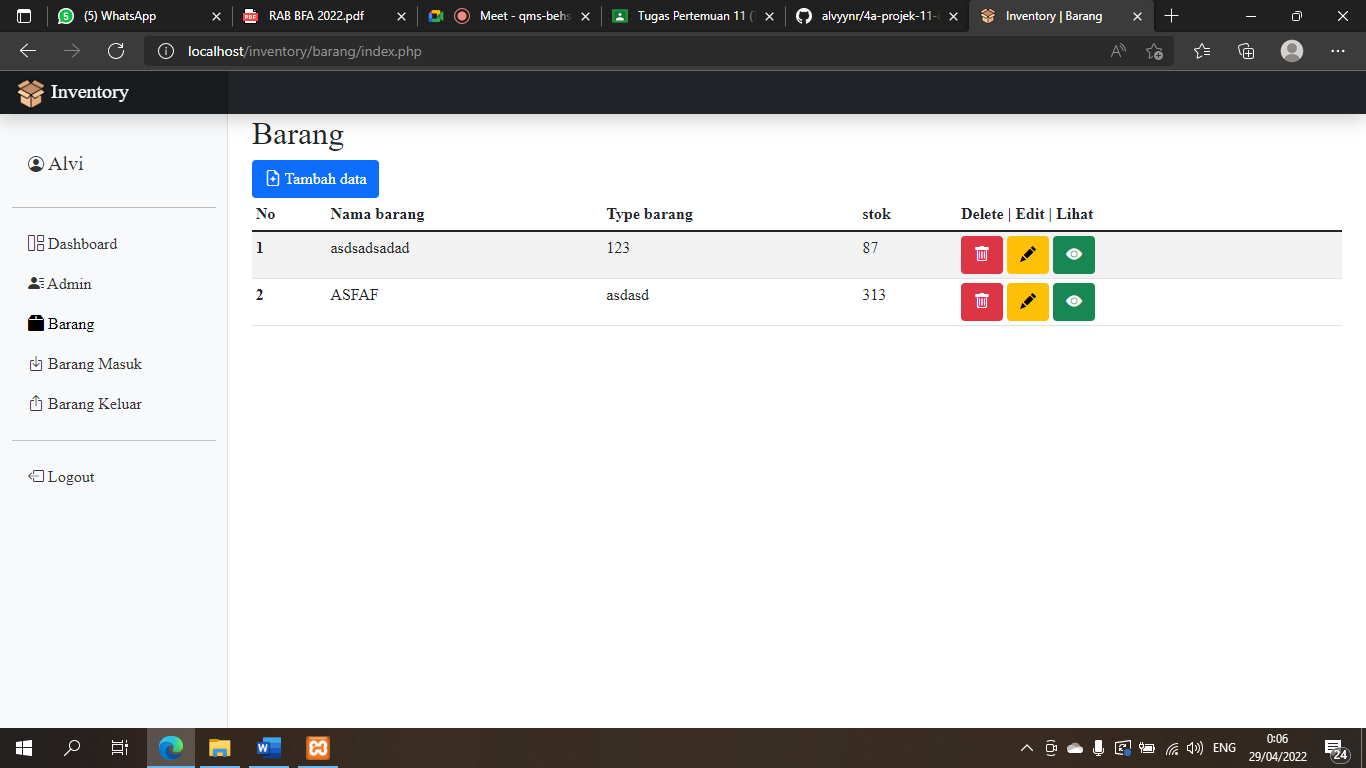 (5) WhatsApp
RAB BFA 2022.pdf
Meet - qms-behs
Tugas Pertemuan 11 (
alvyynr/4a-projek-11-
Inventory | Barang
localhost/inventory/barang/index.php
Inventory
Alvi
Dashboard
Admin
Barang
Barang Masuk
Barang Keluar
Logout
Barang
Tambah data
No Nama barang Type barang stok Delete | Edit | Lihat
1 asdsadsadad 123 87
2 ASFAF asdasd 313
ENG
0:06
29/04/2022
24